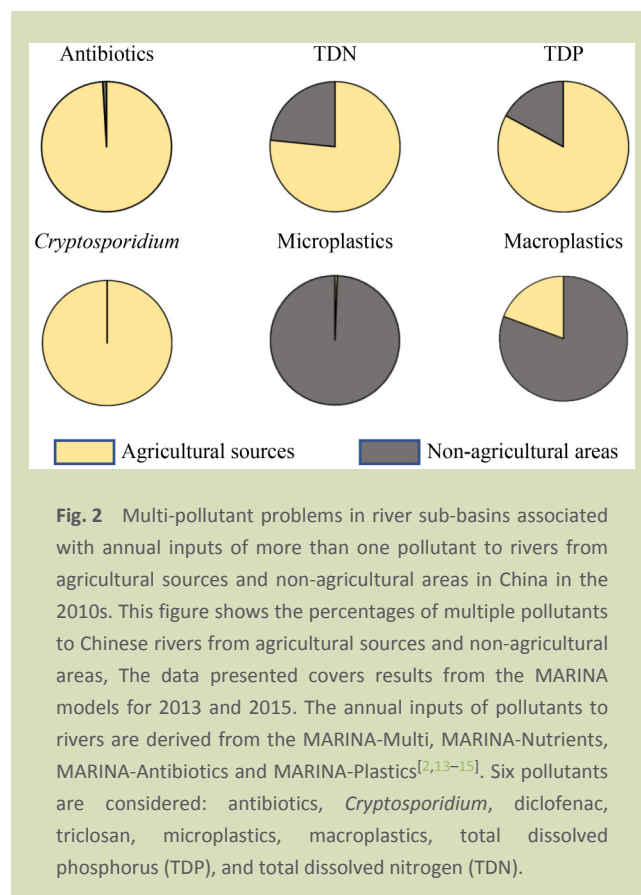 Antibiotics TDN TDP
Cryptosporidium Microplastics Macroplastics
Agricultural sources Non-agricultural areas
Fig. 2 Multi-pollutant problems in river sub-basins associated
with annual inputs of more than one pollutant to rivers from
agricultural sources and non-agricultural areas in China in the
2010s. This figure shows the percentages of multiple pollutants
to Chinese rivers from agricultural sources and non-agricultural
areas, The data presented covers results from the MARINA
models for 2013 and 2015. The annual inputs of pollutants to
rivers are derived from the MARINA-Multi, MARINA-Nutrients,
MARINA-Antibiotics and MARINA-Plastics[2,13–15]. Six pollutants
are considered: antibiotics, Cryptosporidium, diclofenac,
triclosan, microplastics, macroplastics, total dissolved
phosphorus (TDP), and total dissolved nitrogen (TDN).